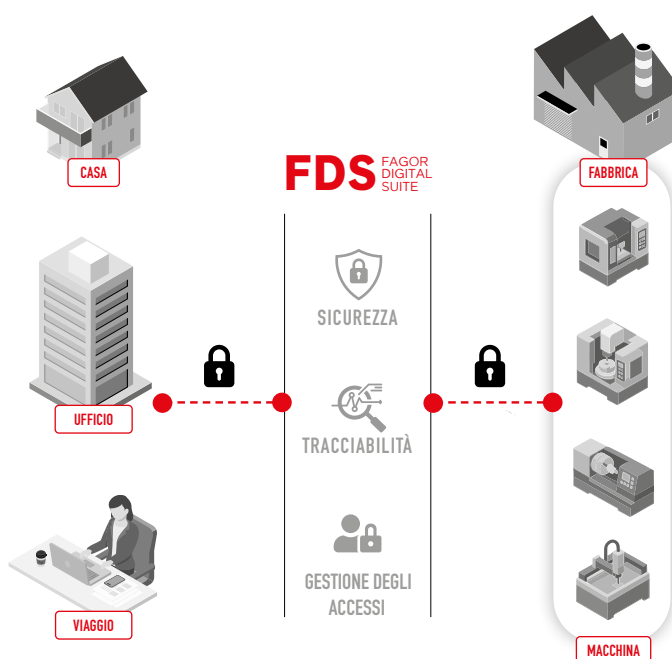 CASA
FDS
FAGOR
DIGITAL
SUITE
FABBRICA
SICUREZZA
UFFICIO
TRACCIABILITÀ
GESTIONE DEGLI
ACCESSI
VIAGGIO
MACCHINA